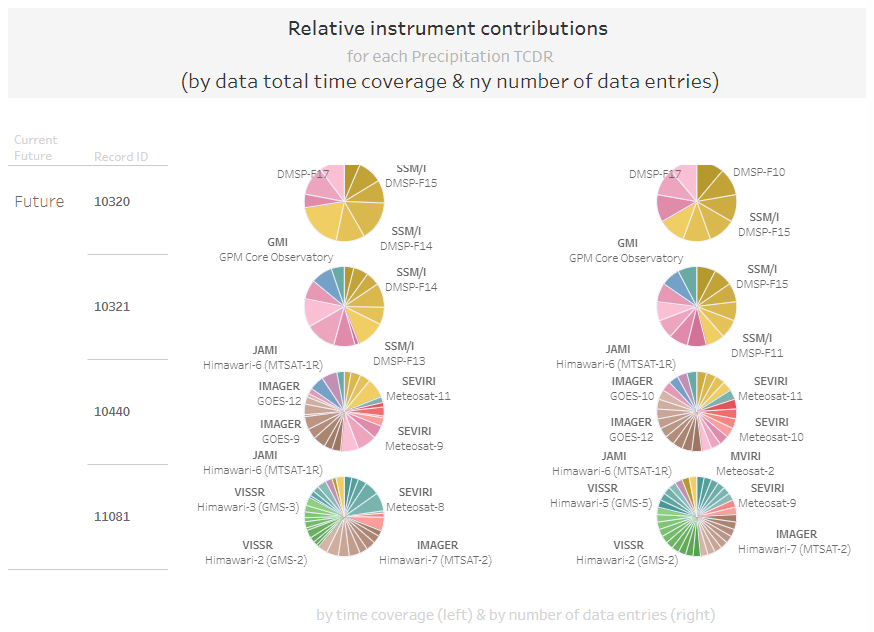 Relative instrument contributions
for each Precipitation TCDR
(by data total time coverage & ny number of data entries)
Current
Future
Record ID
Future
10320
DMSP-F17
SSM/I
DMSP-F15
SSM/I
DMSP-F14
GMI
GPM Core Observatory
DMSP-F17
DMSP-F10
SSM/I
DMSP-F15
GMI
GPM Core Observatory
10321
SSM/I
DMSP-F14
SSM/I
DMSP-F13
JAMI
Himawari-6 (MTSAT-1R)
SSM/I
DMSP-F15
SSM/I
DMSP-F11
JAMI
Himawari-6 (MTSAT-1R)
10440
IMAGER
GOES-12
SEVIRI
Meteosat-11
IMAGER
GOES-9
SEVIRI
Meteosat-9
JAMI
Himawari-6 (MTSAT-1R)
IMAGER
GOES-10
SEVIRI
Meteosat-11
IMAGER
GOES-12
SEVIRI
Meteosat-10
JAMI
Himawari-6 (MTSAT-1R)
MVIRI
Meteosat-2
11081
VISSR
Himawari-3 (GMS-3)
SEVIRI
Meteosat-8
VISSR
Himawari-2 (GMS-2)
IMAGER
Himawari-7 (MTSAT-2)
VISSR
Himawari-5 (GMS-5)
SEVIRI
Meteosat-9
VISSR
Himawari-2 (GMS-2)
IMAGER
Himawari-7 (MTSAT-2)
by time coverage (left) & by number of data entries (right)